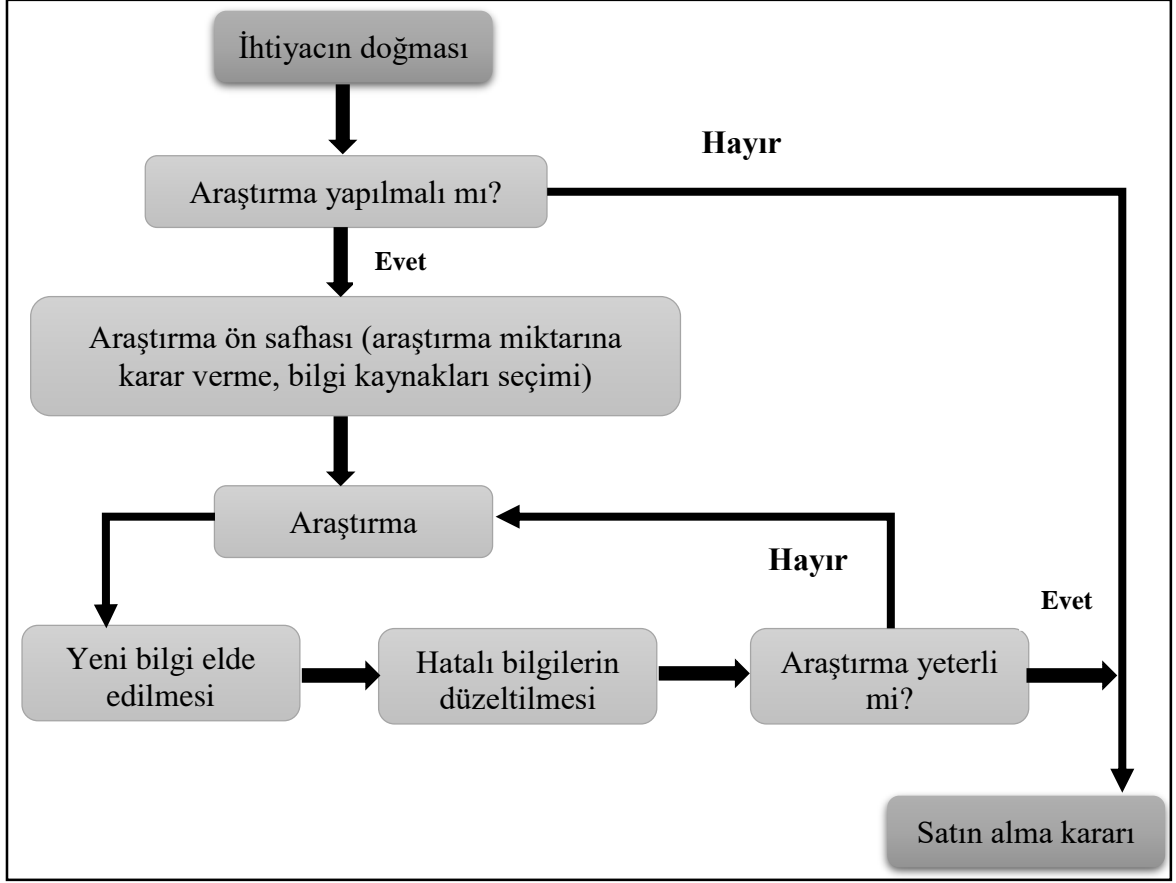 İhtiyacın doğması
Hayır
Araştırma yapılmalı mı?
Evet
Araştırma ön safhası (araştırma miktarına
karar verme, bilgi kaynakları seçimi)
Araştırma
Hayır
Evet
Yeni bilgi elde
edilmesi
Hatalı bilgilerin
düzeltilmesi
Araştırma yeterli
mi?
Satın alma kararı